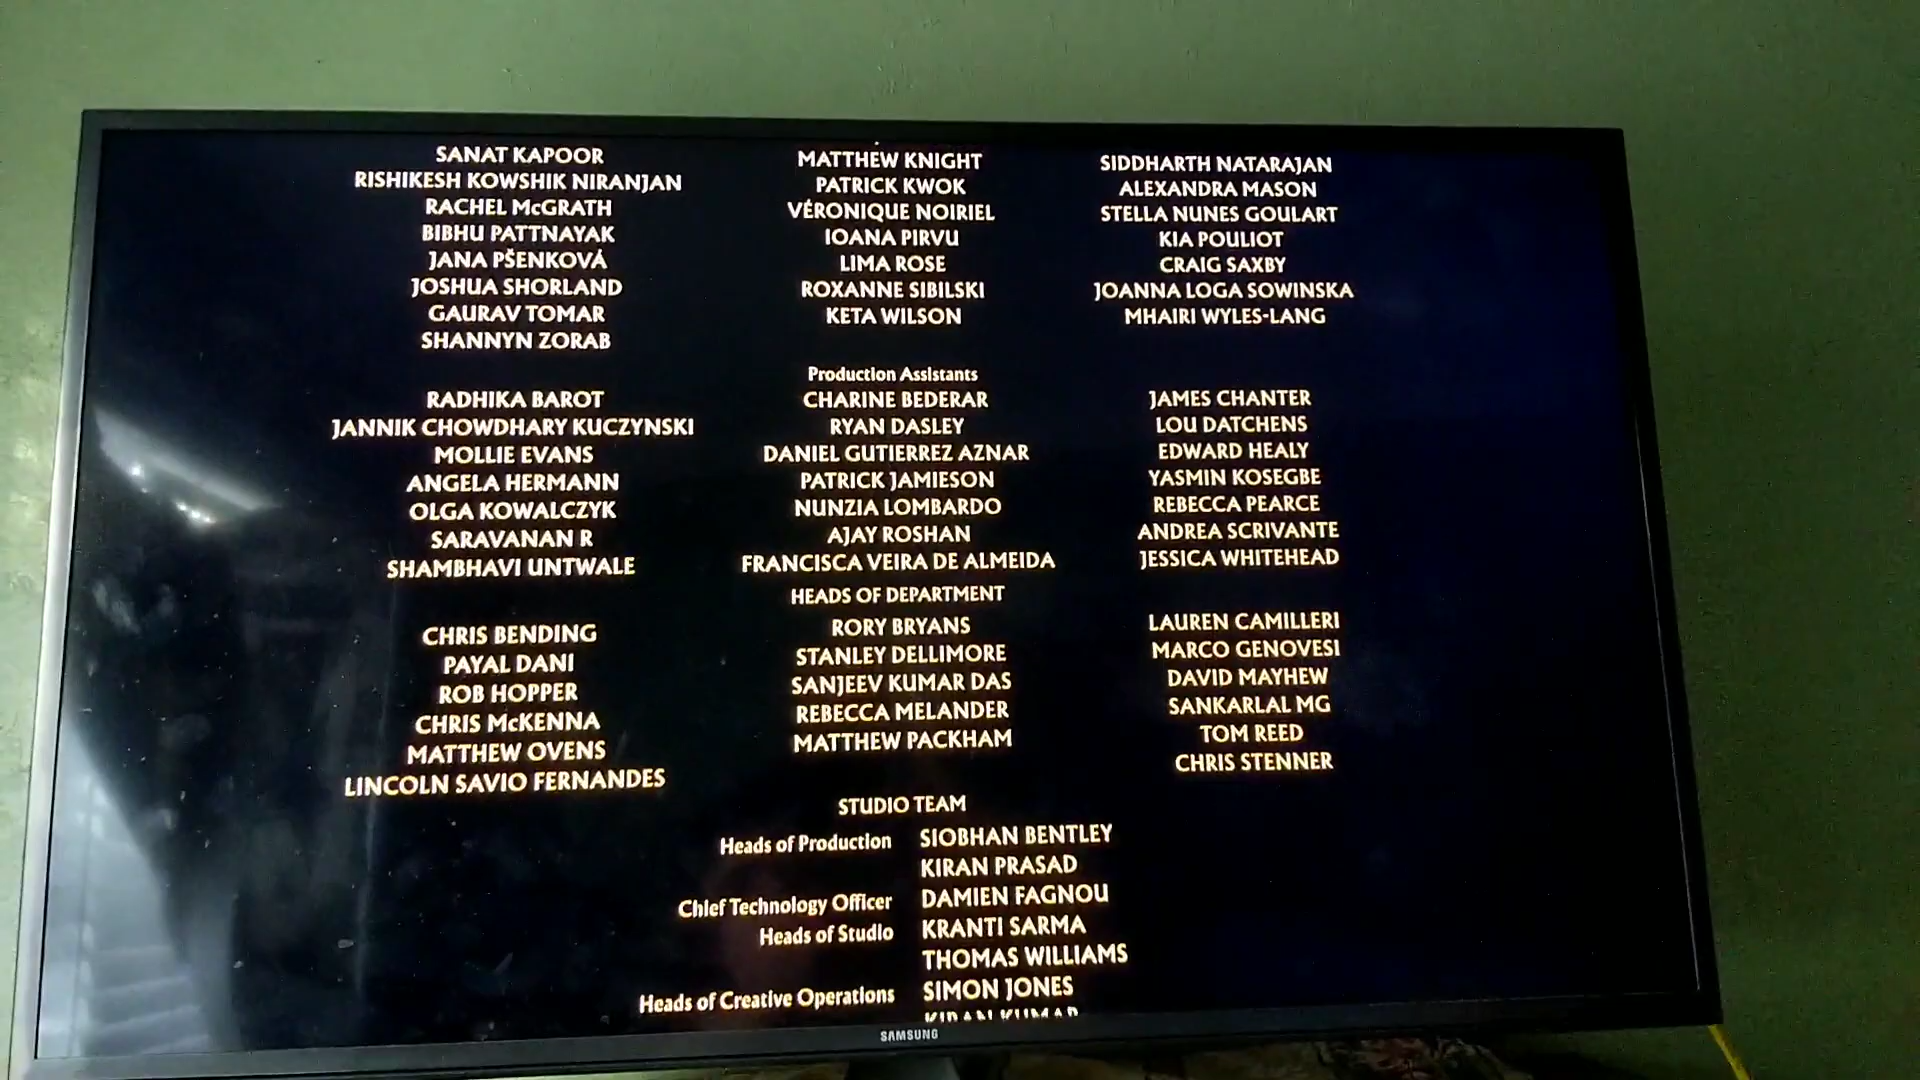 SANAT KAPOOR MATTHEW KNIGHT SIDDHARTH NATARAJAN
RISHIKESH KOWSHIK NIRANJAN PATRICK KWOK ALEXANDRA MASON
RACHEL McGRATH VÉRONIQUE NOIRIEL STELLA NUNES GOULART
BIBHU PATTNAYAK IOANA PIRVU KIA POULIOT
JANA PŠENKOVÁ LIMA ROSE CRAIG SAXBY
JOSHUA SHORLAND ROXANNE SIBILSKI JOANNA LOGA SOWINSKA
GAURAV TOMAR KETA WILSON MHAIRI WYLES-LANG
SHANNYN ZORAB
Production Assistants
RADHIKA BAROT CHARINE BEDERAR JAMES CHANTER
JANNIK CHOWDHARY KUCZYNSKI RYAN DASLEY LOU DATCHENS
MOLLIE EVANS DANIEL GUTIERREZ AZNAR EDWARD HEALY
ANGELA HERMANN PATRICK JAMIESON YASMIN KOSEGBE
OLGA KOWALCZYK NUNZIA LOMBARDO REBECCA PEARCE
SARAVANAN R AJAY ROSHAN ANDREA SCRIVANTE
SHAMBHAVI UNTWALE FRANCISCA VEIRA DE ALMEIDA JESSICA WHITEHEAD
HEADS OF DEPARTMENT
CHRIS BENDING RORY BRYANS LAUREN CAMILLERI
PAYAL DANI STANLEY DELLIMORE MARCO GENOVESI
ROB HOPPER SANJEEV KUMAR DAS DAVID MAYHEW
CHRIS McKENNA REBECCA MELANDER SANKARLAL MG
MATTHEW OVENS MATTHEW PACKHAM TOM REED
LINCOLN SAVIO FERNANDES CHRIS STENNER
STUDIO TEAM
Heads of Production SIOBHAN BENTLEY
KIRAN PRASAD
Chief Technology Officer DAMIEN FAGNOU
Heads of Studio KRANTI SARMA
THOMAS WILLIAMS
Heads of Creative Operations SIMON JONES
KIRAN KUMAR
SAMSUNG